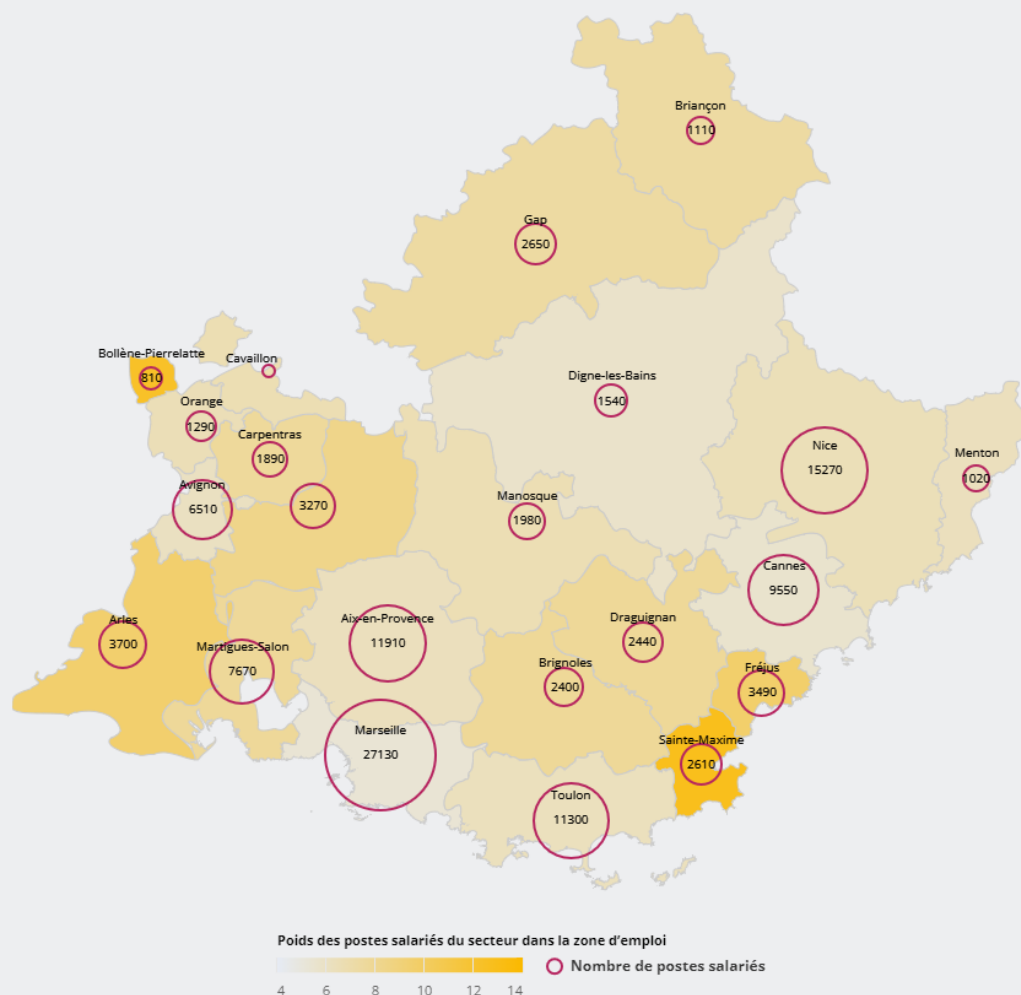 Briançon
1110
Gap
2650
Bollène-Pierrelatte
810
Cavaillon
Digne-les-Bains
1540
Orange
1290
Carpentras
1890
Nice
15270
Menton
1020
Avignon
6510
3270
Manosque
1980
Cannes
9550
Arles
3700
Aix-en-Provence
11910
Draguignan
2440
Martigues-Salon
7670
Brignoles
2400
Fréjus
3490
Marseille
27130
Sainte-Maxime
2610
Toulon
11300
Poids des postes salariés du secteur dans la zone d'emploi
4 6 8 10 12 14
Nombre de postes salariés